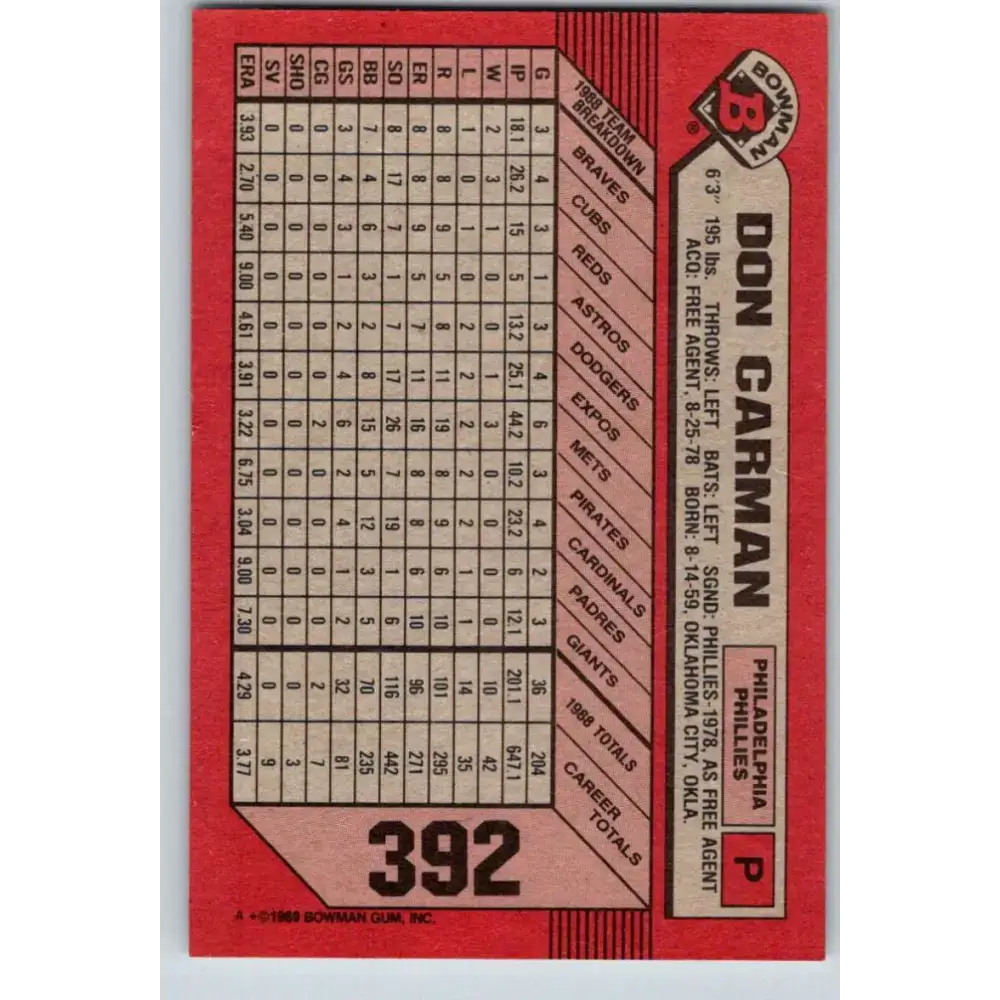 BOWMAN
B
®
DON CARMAN
PHILADELPHIA
PHILLIES
P
6'3" 195 lbs. THROWS: LEFT BATS: LEFT SGND: PHILLIES-1978, AS FREE AGENT
ACQ: FREE AGENT, 8-25-78 BORN: 8-14-59, OKLAHOMA CITY, OKLA.
1988 TEAM BREAKDOWN BRAVES CUBS REDS ASTROS DODGERS EXPOS METS PIRATES CARDINALS PADRES GIANTS 1988 TOTALS CAREER TOTALS
G 3 4 3 1 3 4 6 3 4 2 3 36 204
IP 18.1 26.2 15 5 13.2 25.1 44.2 10.2 23.2 6 12.1 201.1 647.1
W 2 3 1 0 0 1 3 0 0 0 0 10 42
L 1 0 1 0 2 2 2 2 2 1 1 14 35
R 8 8 9 5 8 11 19 8 9 6 10 101 295
ER 8 8 9 5 7 11 16 8 8 6 10 96 271
SO 8 17 7 1 7 17 26 7 19 1 6 116 442
BB 7 4 6 3 2 8 15 5 12 3 5 70 235
GS 3 4 3 1 2 4 6 2 4 1 2 32 81
CG 0 0 0 0 0 0 2 0 0 0 0 2 7
SHO 0 0 0 0 0 0 0 0 0 0 0 0 3
SV 0 0 0 0 0 0 0 0 0 0 0 0 9
ERA 3.93 2.70 5.40 9.00 4.61 3.91 3.22 6.75 3.04 9.00 7.30 4.29 3.77
392
A *©1989 BOWMAN GUM, INC.